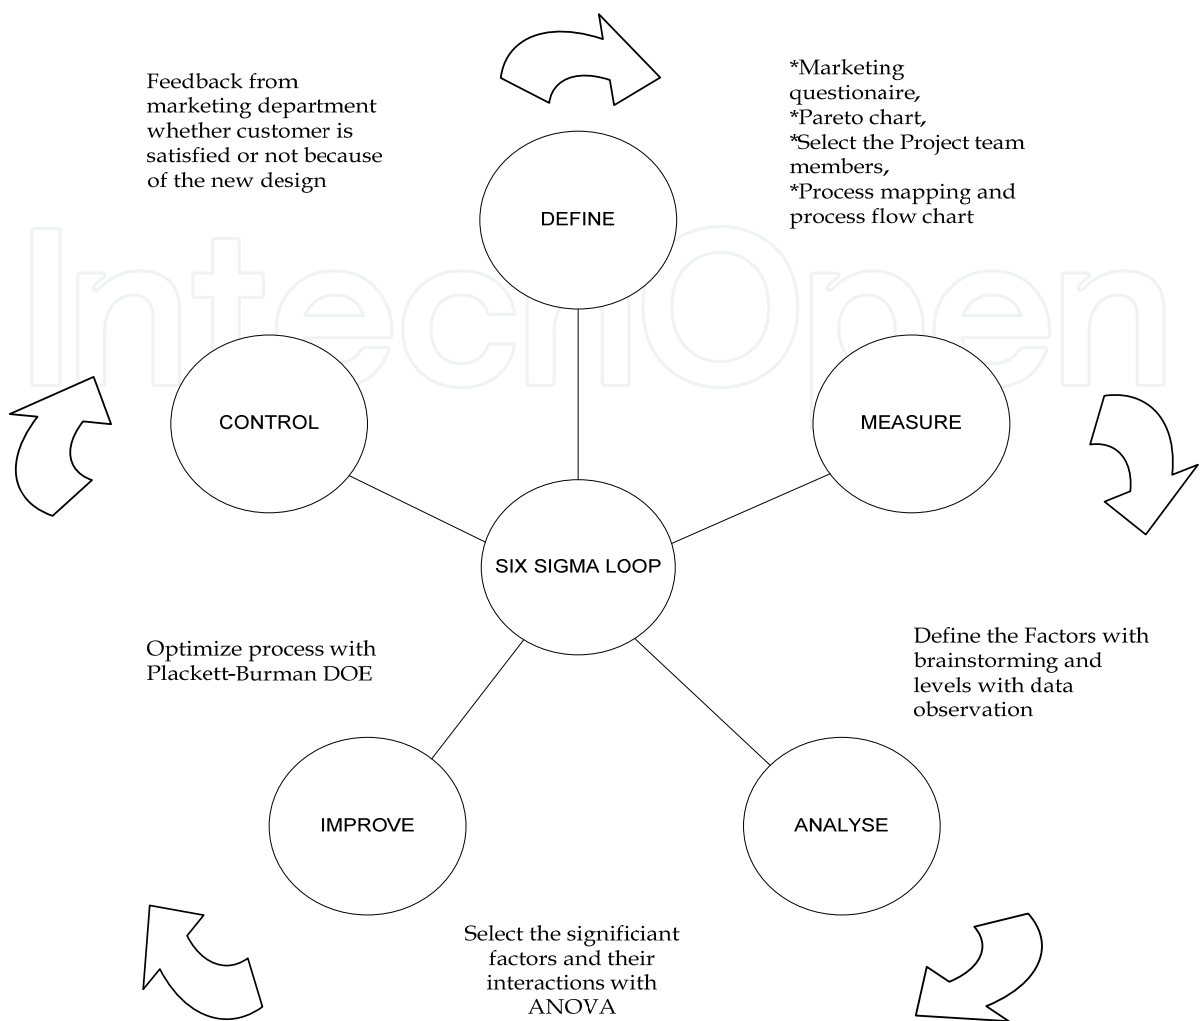 Feedback from
marketing department
whether customer is
satisfied or not because
of the new design
*Marketing
questionaire,
*Pareto chart,
*Select the Project team
members,
*Process mapping and
process flow chart
DEFINE
IntechOpen
CONTROL
MEASURE
SIX SIGMA LOOP
Optimize process with
Plackett-Burman DOE
Define the Factors with
brainstorming and
levels with data
observation
IMPROVE
ANALYSE
Select the significiant
factors and their
interactions with
ANOVA